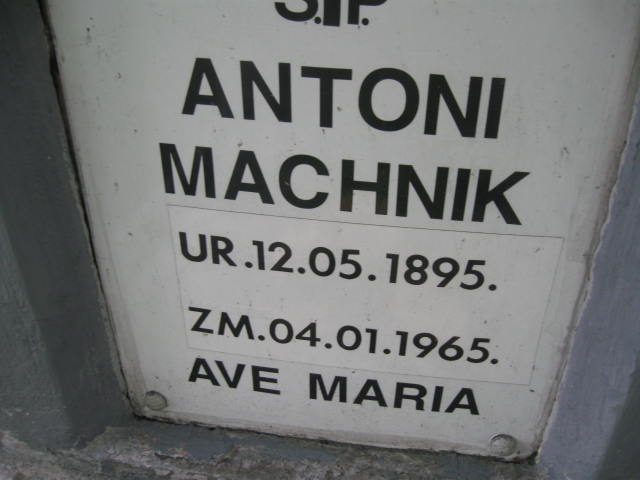 Ś.†P.
ANTONI
MACHNIK
UR.12.05.1895.
ZM.04.01.1965.
AVE MARIA